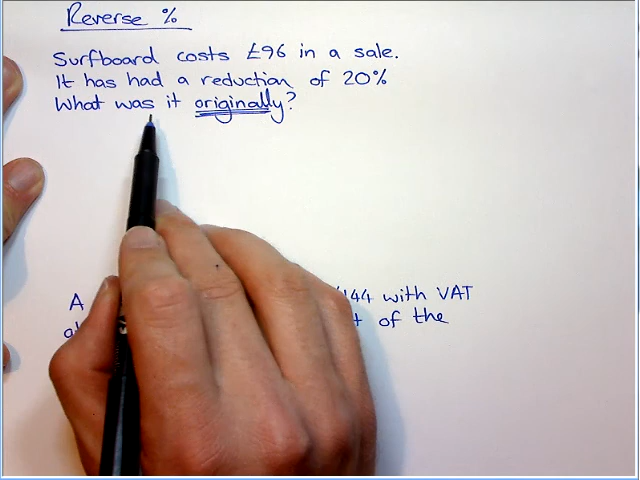 Reverse %
Surfboard costs £96 in a sale.
It has had a reduction of 20%
What was it originally?
A 144 with VAT
of the